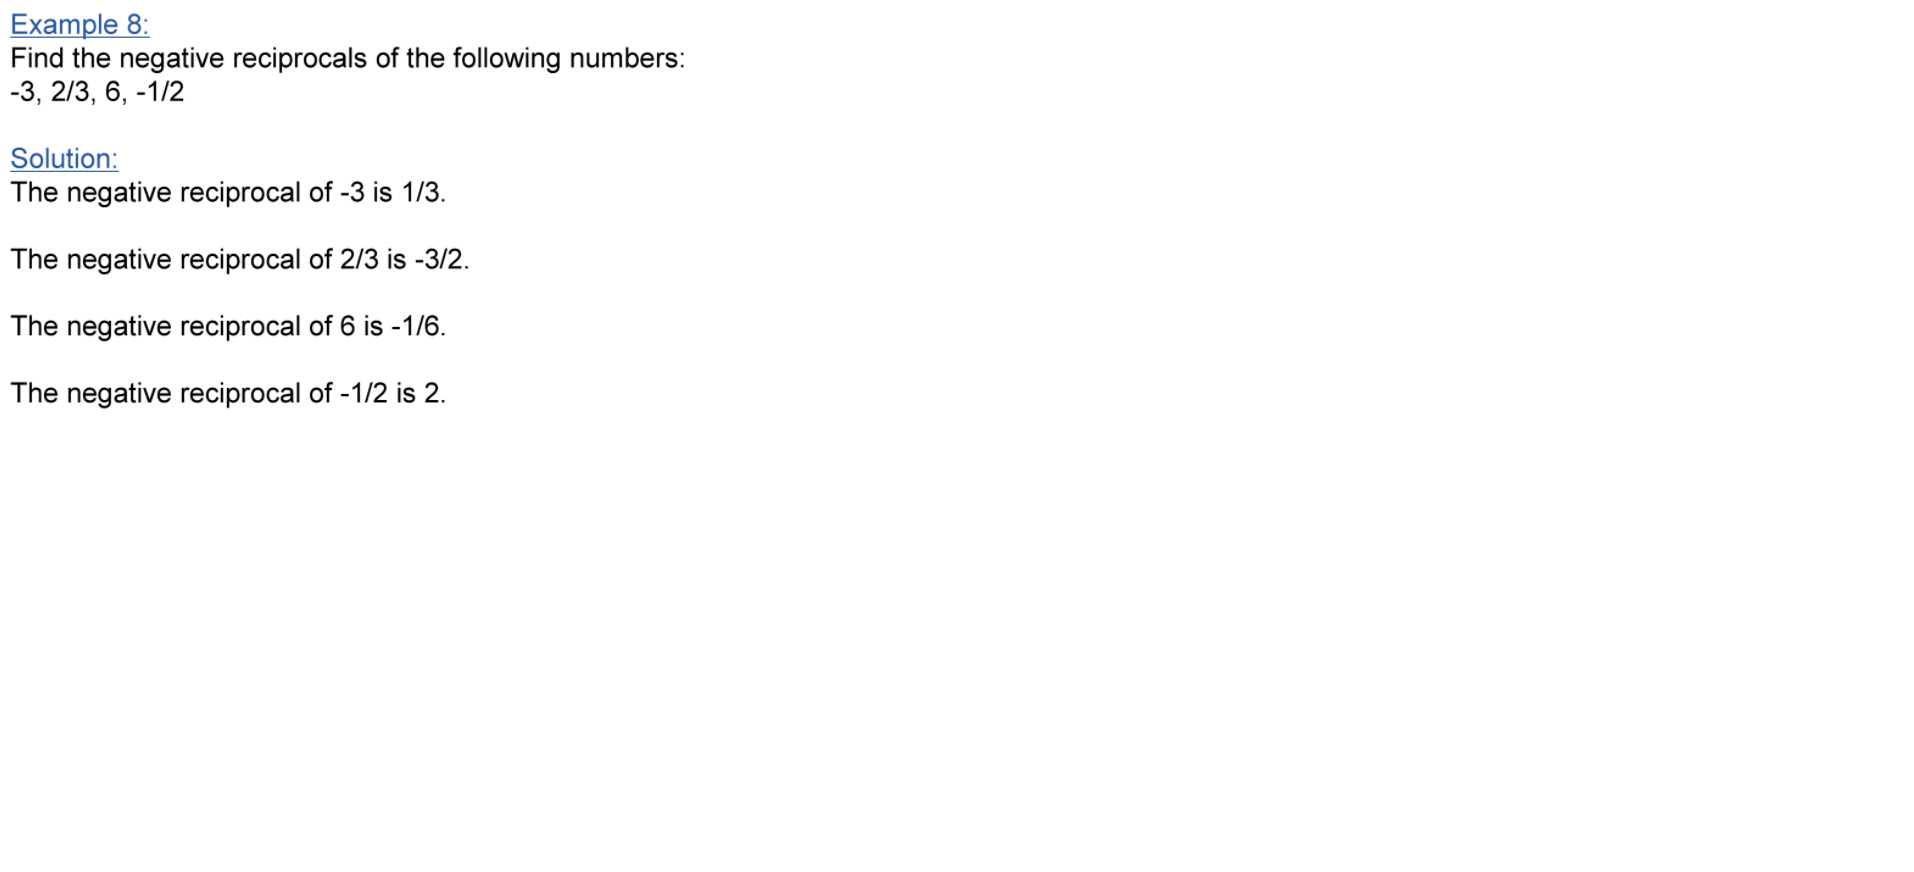 Example 8:
Find the negative reciprocals of the following numbers:
-3, 2/3, 6, -1/2
Solution:
The negative reciprocal of -3 is 1/3.
The negative reciprocal of 2/3 is -3/2.
The negative reciprocal of 6 is -1/6.
The negative reciprocal of -1/2 is 2.